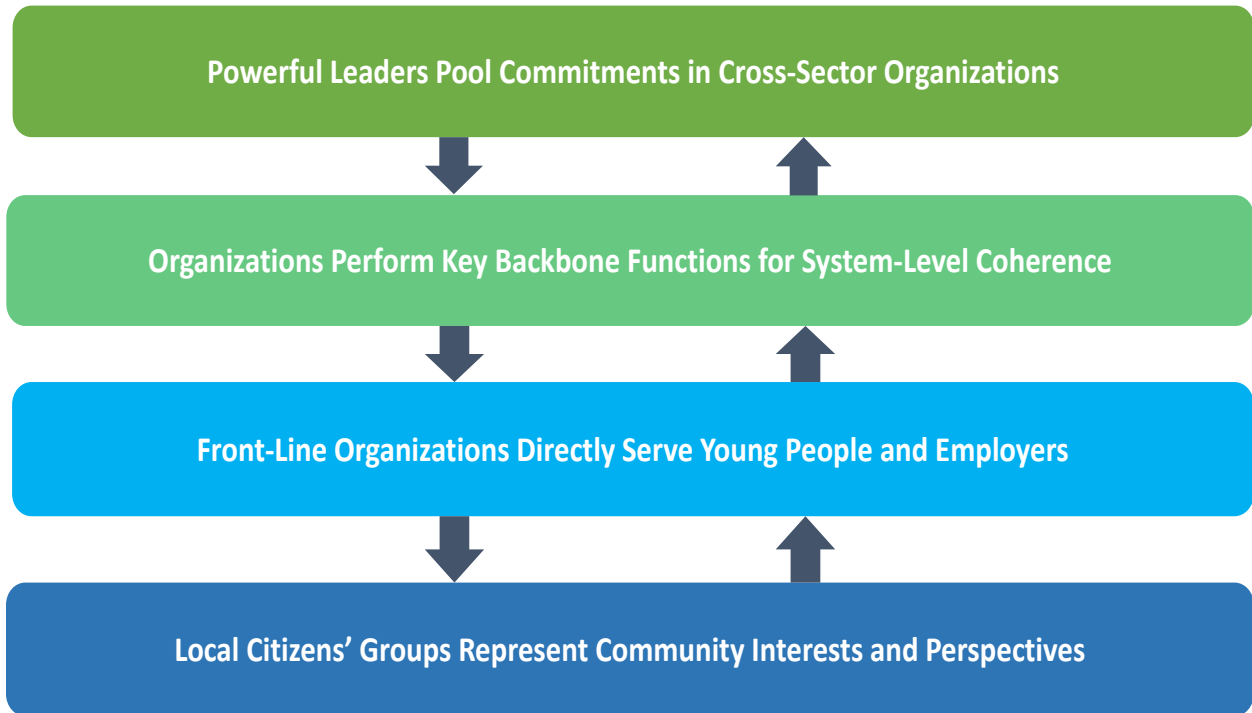 Powerful Leaders Pool Commitments in Cross-Sector Organizations
Organizations Perform Key Backbone Functions for System-Level Coherence
Front-Line Organizations Directly Serve Young People and Employers
Local Citizens’ Groups Represent Community Interests and Perspectives